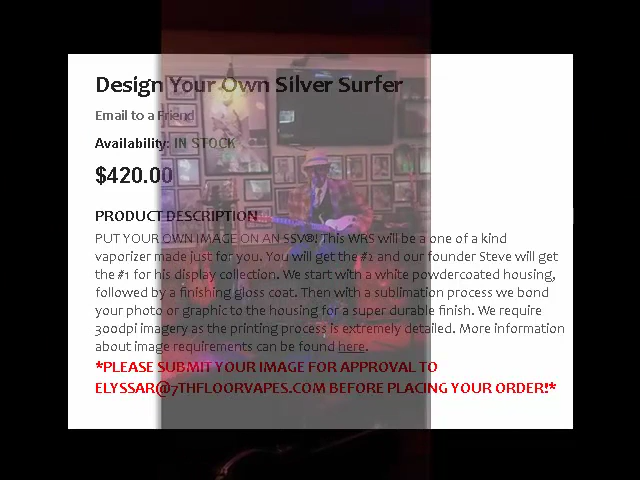 Design Your Own Silver Surfer
Email to a Friend
Availability: IN STOCK
$420.00
PRODUCT DESCRIPTION
PUT YOUR OWN IMAGE ON AN SSV®! This WRS will be a one of a kind
vaporizer made just for you. You will get the #2 and our founder Steve will get
the #1 for his display collection. We start with a white powdercoated housing,
followed by a finishing gloss coat. Then with a sublimation process we bond
your photo or graphic to the housing for a super durable finish. We require
300dpi imagery as the printing process is extremely detailed. More information
about image requirements can be found here.
*PLEASE SUBMIT YOUR IMAGE FOR APPROVAL TO
ELYSSAR@7THFLOORVAPES.COM BEFORE PLACING YOUR ORDER!*